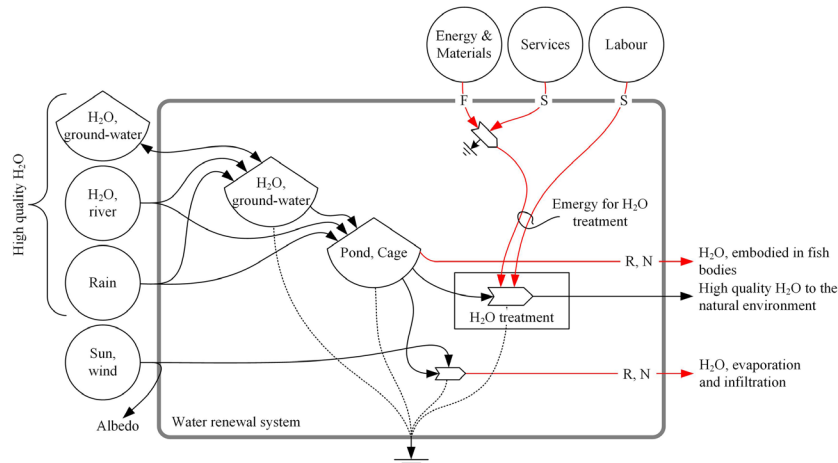 Energy &
Materials
Services
Labour
F
S
S
High quality H₂O
H₂O,
ground-water
H₂O,
river
Rain
Sun,
wind
Albedo
H₂O,
ground-water
Pond, Cage
Emergy for H₂O
treatment
H₂O treatment
R, N
H₂O, embodied in fish
bodies
High quality H₂O to the
natural environment
R, N
H₂O, evaporation
and infiltration
Water renewal system